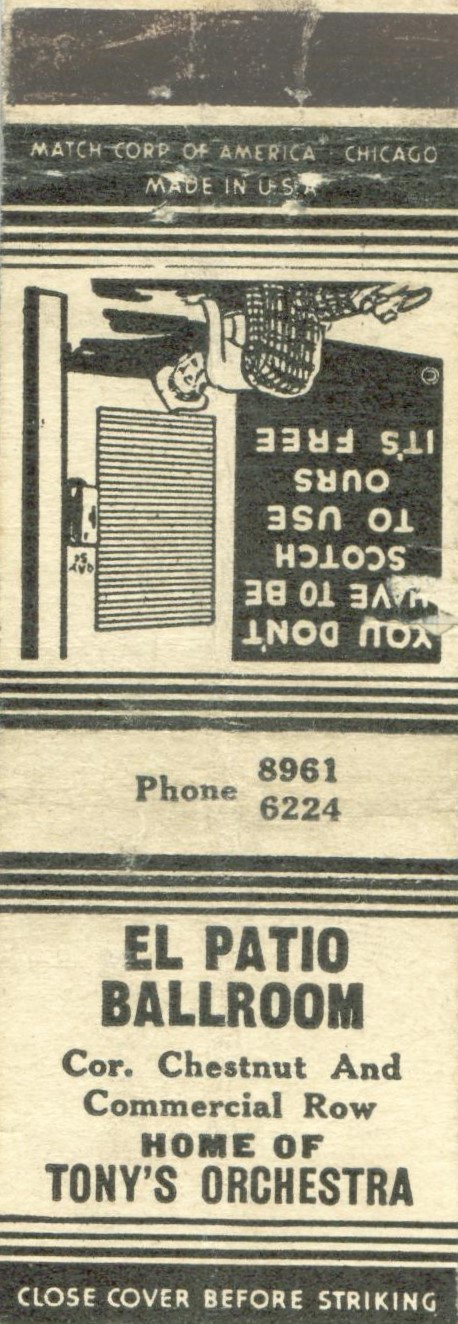 MATCH CORP OF AMERICA CHICAGO
MADE IN U.S.A
YOU DON'T
HAVE TO BE
SCOTCH
TO USE
OURS
IT'S FREE
©
PAY
Phone 8961
6224
EL PATIO
BALLROOM
Cor. Chestnut And
Commercial Row
HOME OF
TONY'S ORCHESTRA
CLOSE COVER BEFORE STRIKING